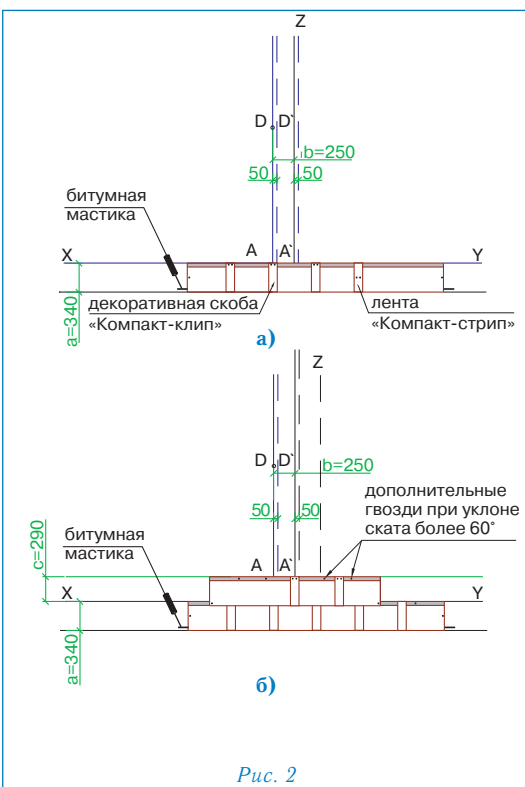 Z
D D`
b=250
50 50
битумная
мастика
X A A` Y
a=340
декоративная скоба
«Компакт-клип»
лента
«Компакт-стрип»
а)
Z
D D`
b=250
50 50
дополнительные
гвозди при уклоне
ската более 60˚
битумная
мастика
c=290
A A`
X Y
a=340
б)
Рис. 2